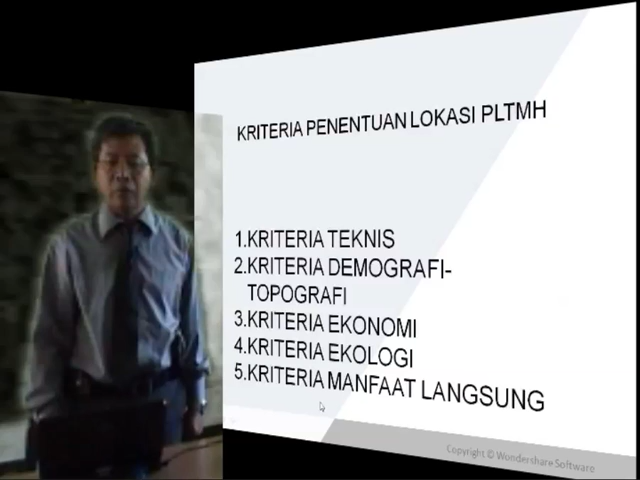 KRITERIA PENENTUAN LOKASI PLTMH
1.KRITERIA TEKNIS
2.KRITERIA DEMOGRAFI-
TOPOGRAFI
3.KRITERIA EKONOMI
4.KRITERIA EKOLOGI
5.KRITERIA MANFAAT LANGSUNG
Copyright © Wondershare Software